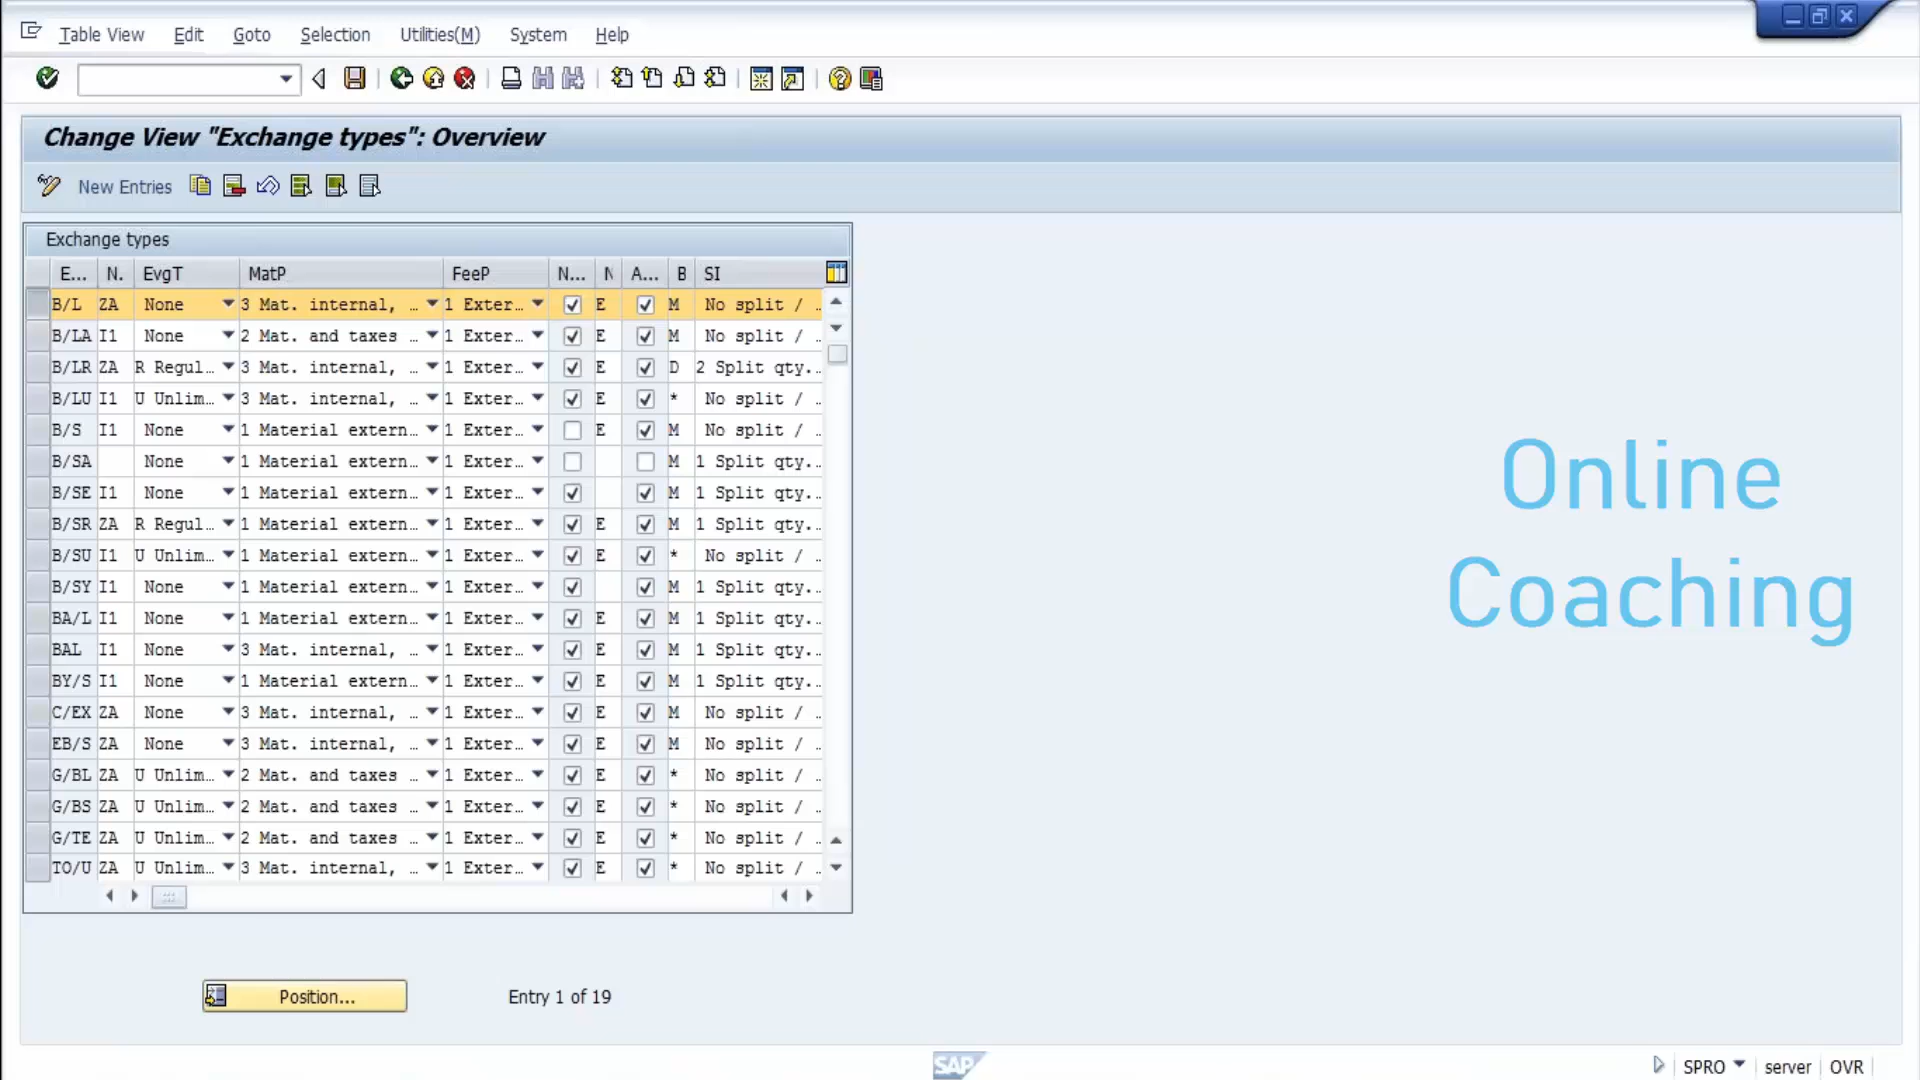 Table View Edit Goto Selection Utilities(M) System Help
Change View "Exchange types": Overview
New Entries
Exchange types
E... N. EvgT MatP FeeP N... N A... B SI
B/L ZA None 3 Mat. internal, … 1 Exter… E M No split / .
B/LA I1 None 2 Mat. and taxes … 1 Exter… E M No split / .
B/LR ZA R Regul… 3 Mat. internal, … 1 Exter… E D 2 Split qty..
B/LU I1 U Unlim… 3 Mat. internal, … 1 Exter… E * No split / .
B/S I1 None 1 Material extern… 1 Exter… E M No split / .
B/SA None 1 Material extern… 1 Exter… M 1 Split qty..
B/SE I1 None 1 Material extern… 1 Exter… M 1 Split qty..
B/SR ZA R Regul… 1 Material extern… 1 Exter… E M 1 Split qty..
B/SU I1 U Unlim… 1 Material extern… 1 Exter… E * No split / .
B/SY I1 None 1 Material extern… 1 Exter… M 1 Split qty..
BA/L I1 None 1 Material extern… 1 Exter… E M 1 Split qty..
BAL I1 None 3 Mat. internal, … 1 Exter… E M 1 Split qty..
BY/S I1 None 1 Material extern… 1 Exter… E M 1 Split qty..
C/EX ZA None 3 Mat. internal, … 1 Exter… E M No split / .
EB/S ZA None 3 Mat. internal, … 1 Exter… E M No split / .
G/BL ZA U Unlim… 2 Mat. and taxes … 1 Exter… E * No split / .
G/BS ZA U Unlim… 2 Mat. and taxes … 1 Exter… E * No split / .
G/TE ZA U Unlim… 2 Mat. and taxes … 1 Exter… E * No split / .
TO/U ZA U Unlim… 3 Mat. internal, … 1 Exter… E * No split / .
Online
Coaching
Position... Entry 1 of 19
SAP SPRO server OVR